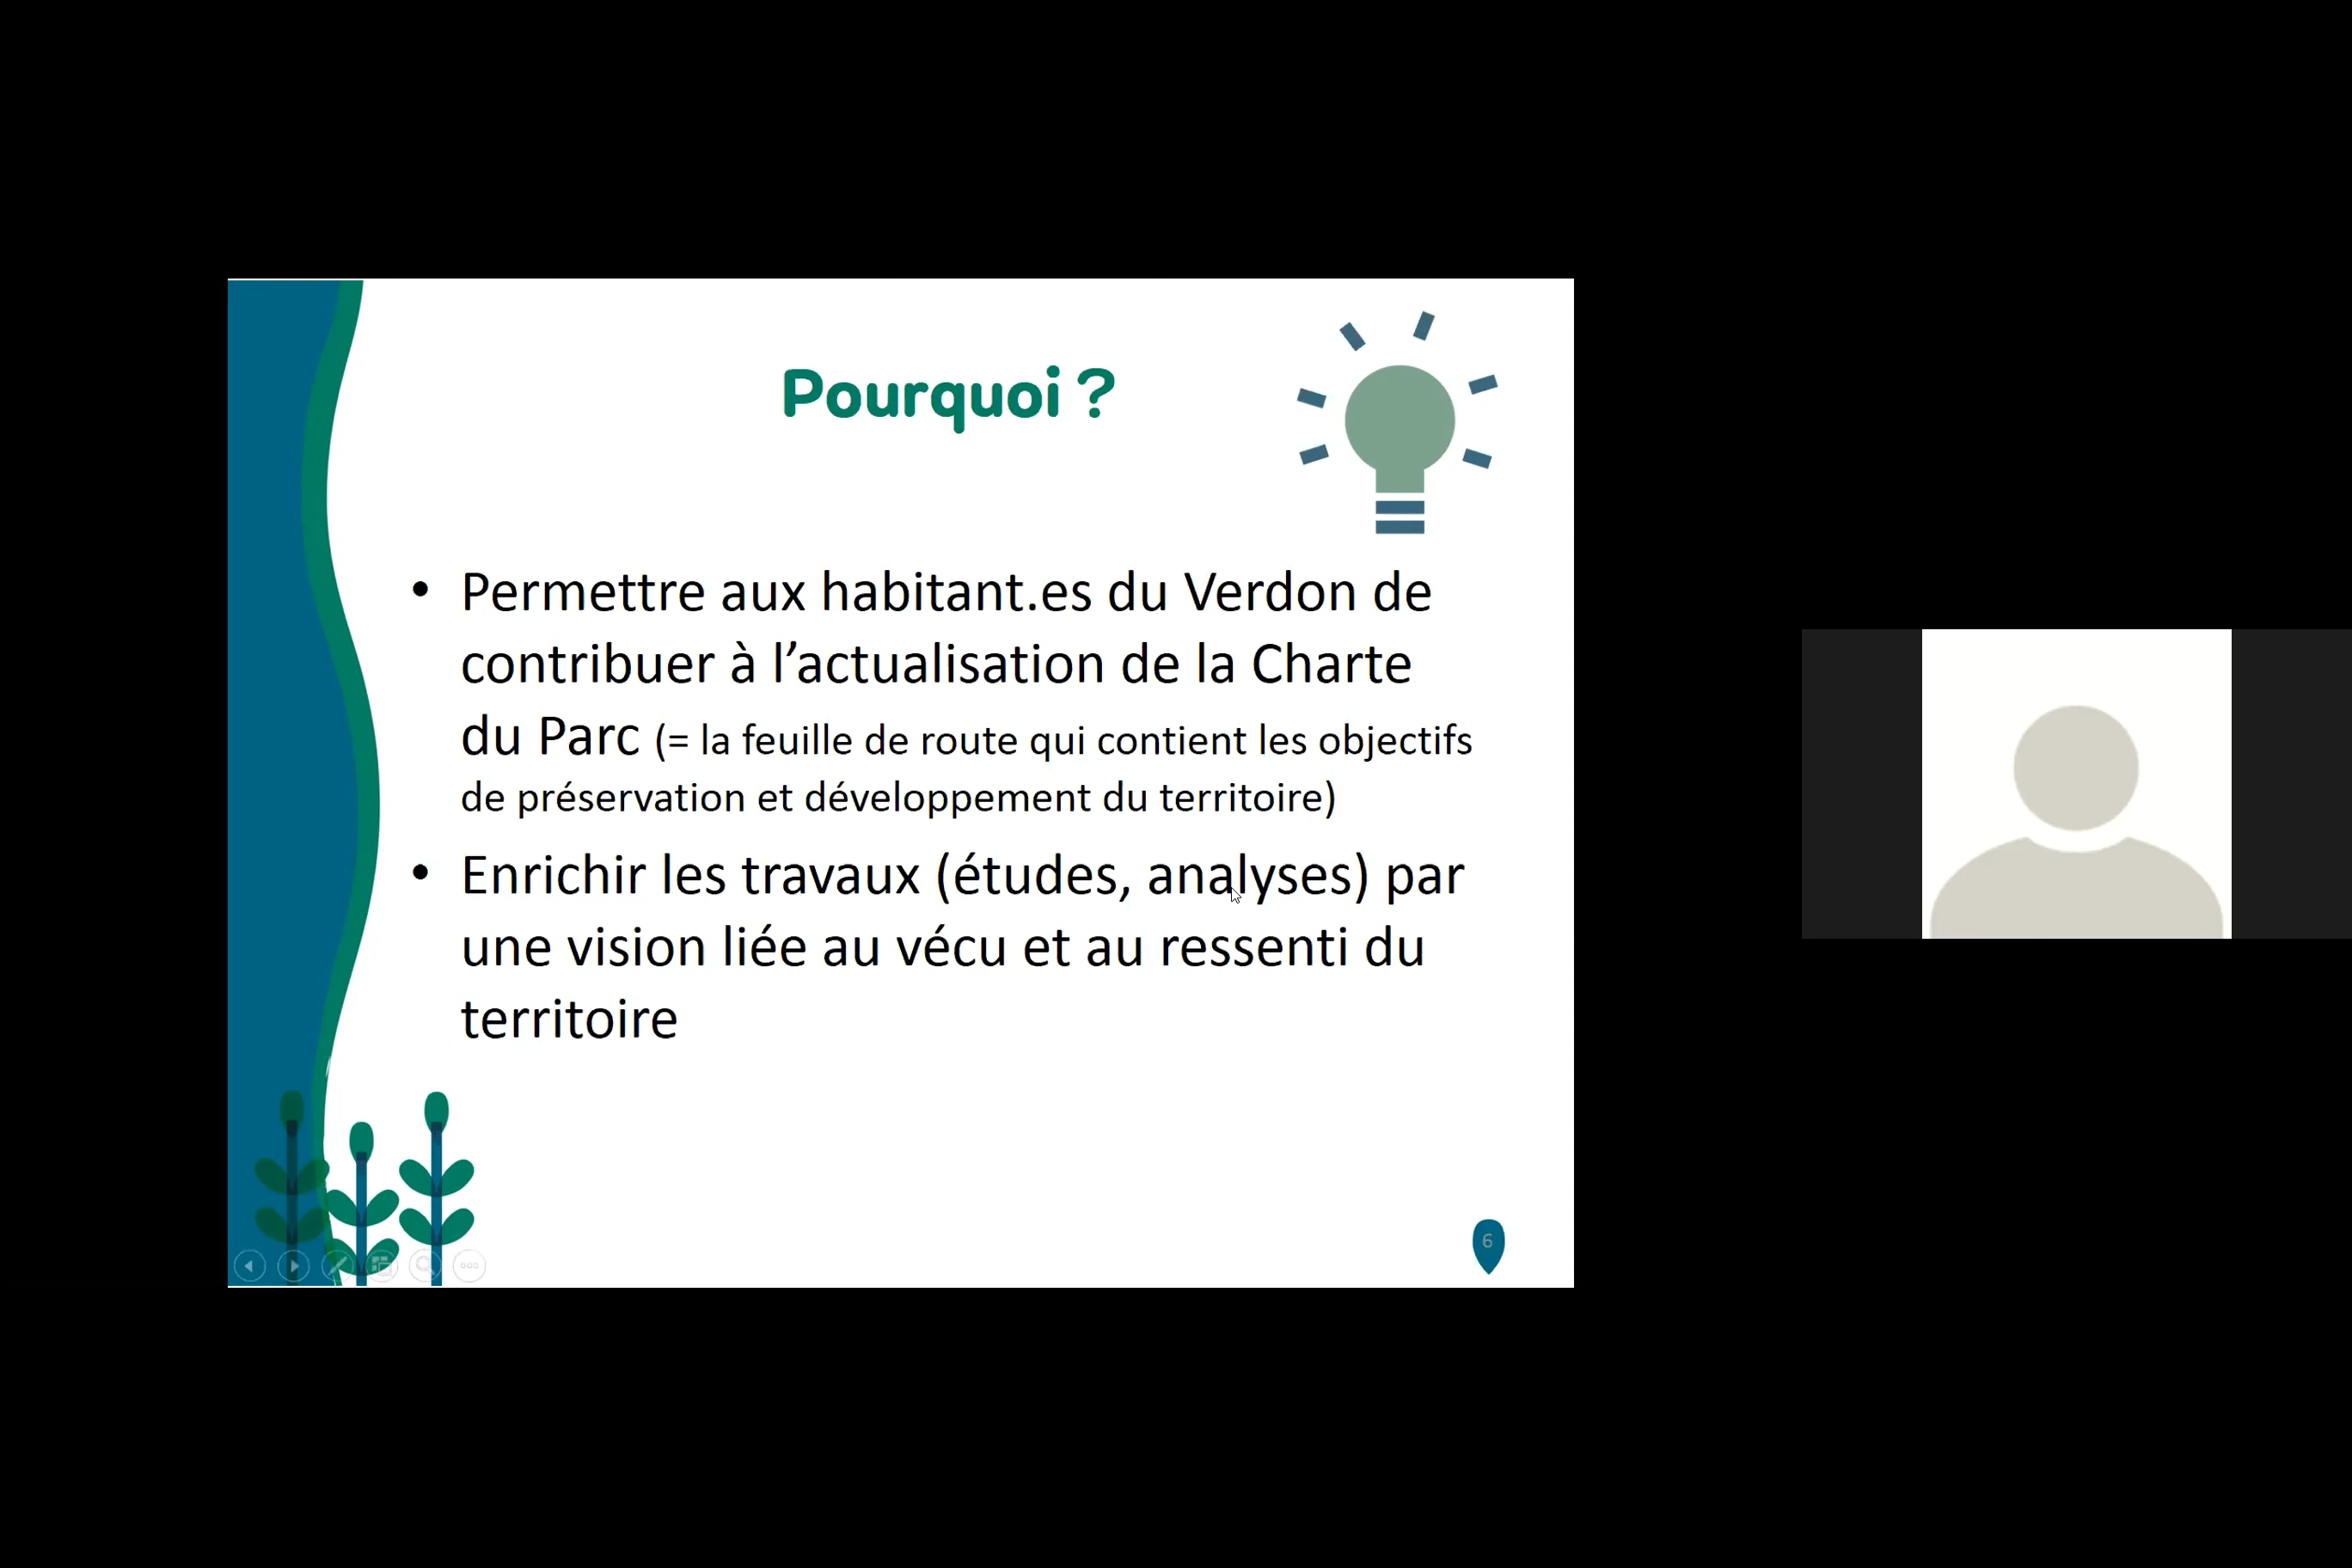 Pourquoi ?
• Permettre aux habitant.es du Verdon de
contribuer à l’actualisation de la Charte
du Parc (= la feuille de route qui contient les objectifs
de préservation et développement du territoire)
• Enrichir les travaux (études, analyses) par
une vision liée au vécu et au ressenti du
territoire
6